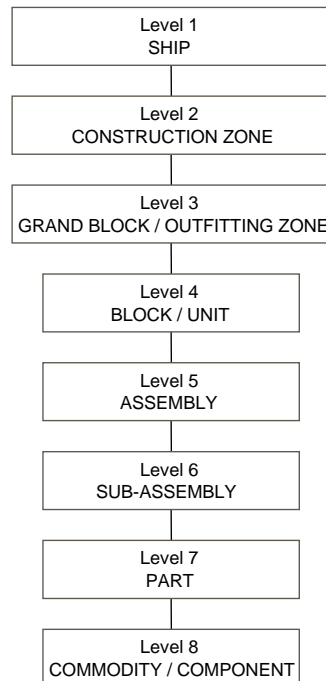 Level 1
SHIP
Level 2
CONSTRUCTION ZONE
Level 3
GRAND BLOCK / OUTFITTING ZONE
Level 4
BLOCK / UNIT
Level 5
ASSEMBLY
Level 6
SUB-ASSEMBLY
Level 7
PART
Level 8
COMMODITY / COMPONENT